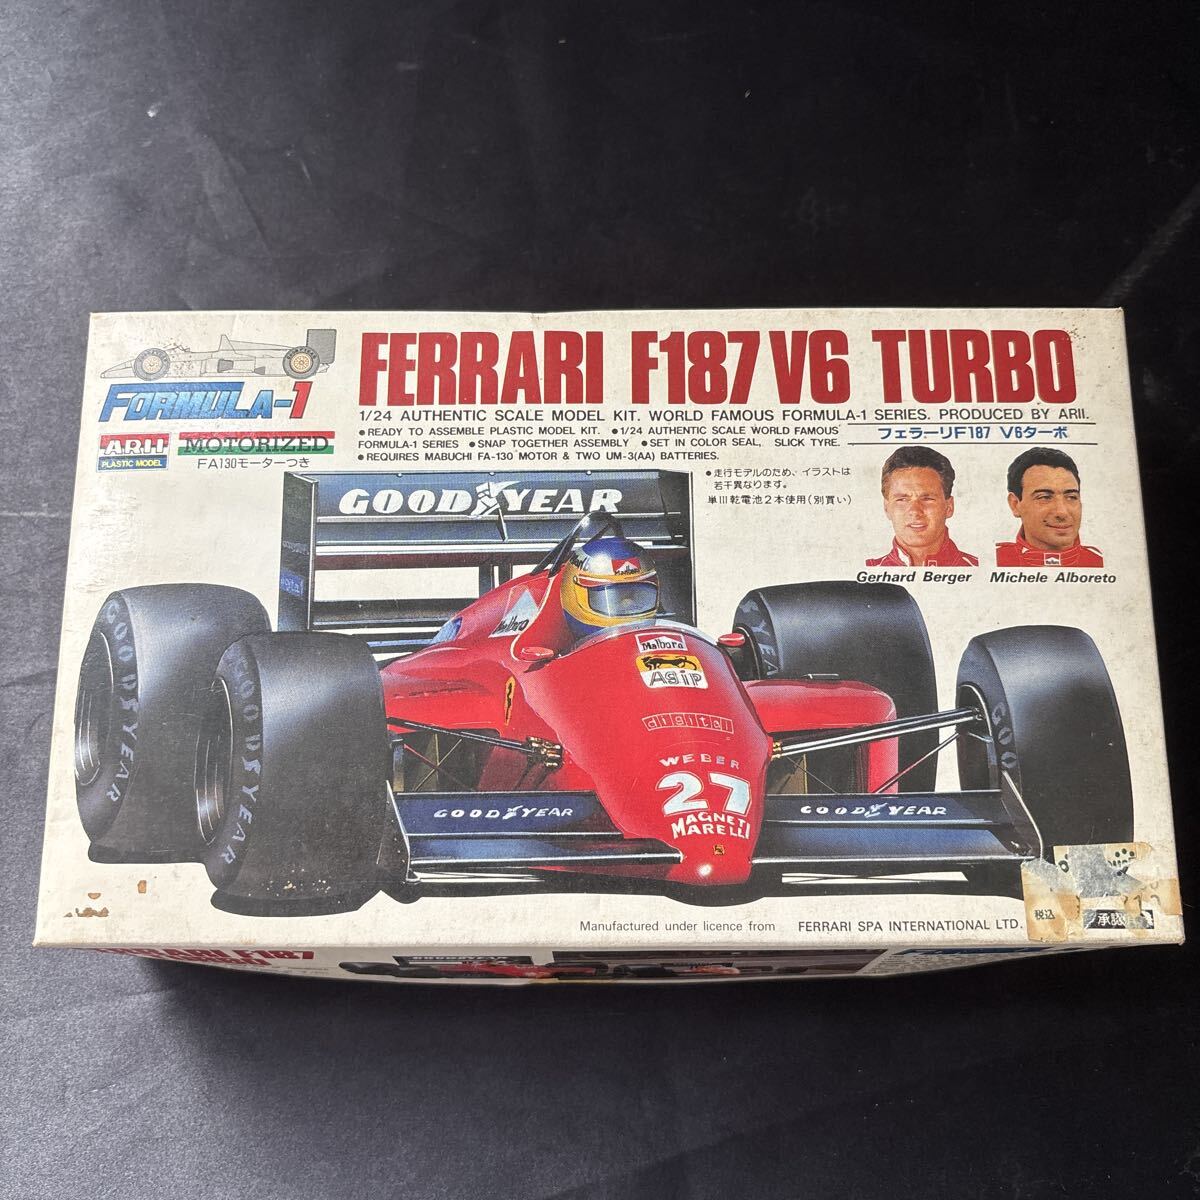 FERRARI F187 V6 TURBO
1/24 AUTHENTIC SCALE MODEL KIT. WORLD FAMOUS FORMULA-1 SERIES. PRODUCED BY ARII.
FORMULA-1
ARII
PLASTIC MODEL
MOTORIZED
FA130モーターつき
●READY TO ASSEMBLE PLASTIC MODEL KIT. ●1/24 AUTHENTIC SCALE WORLD FAMOUS
FORMULA-1 SERIES ●SNAP TOGETHER ASSEMBLY ●SET IN COLOR SEAL, SLICK TYRE.
●REQUIRES MABUCHI FA-130 MOTOR & TWO UM-3(AA) BATTERIES.
フェラーリF187 V6ターボ
●走行モデルのため、イラストは
若干異なります。
単III乾電池2本使用(別買い)
Gerhard Berger
Michele Alboreto
GOODYEAR
Marlboro
Marlboro
Agip
digital
WEBER
27
MAGNETI
MARELLI
GOODYEAR
GOODYEAR
GOODYEAR
GOODYEAR
Manufactured under licence from FERRARI SPA INTERNATIONAL LTD.
税込
FERRARI F187
GOODYEAR